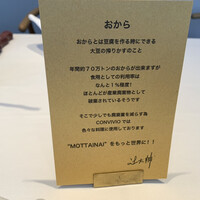 おから
おからとは豆腐を作る時にできる
大豆の搾りかすのこと
年間約７０万トンのおからが出来ますが
食用としての利用率は
なんと１％程度！
ほとんどが産業廃棄物として
破棄されているそうです
そこで少しでも廃棄量を減らす為
CONVIVIO では
色々な料理に使用しております
"MOTTAINAI" をもっと世界に！！